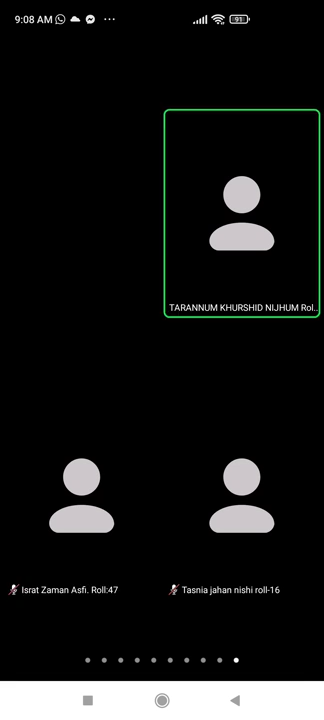 9:08 AM
91
TARANNUM KHURSHID NIJHUM Rol...
Israt Zaman Asfi. Roll:47
Tasnia jahan nishi roll-16